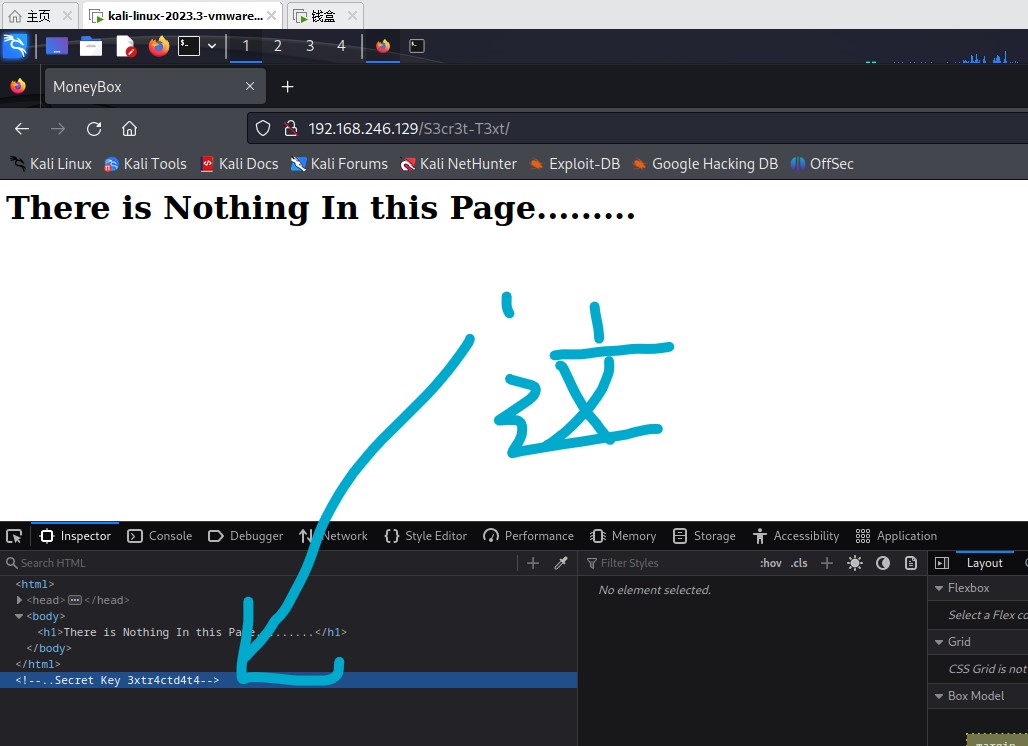 主页
kali-linux-2023.3-vmware...
钱盒
1 2 3 4
MoneyBox
192.168.246.129/S3cr3t-T3xt/
Kali Linux Kali Tools Kali Docs Kali Forums Kali NetHunter Exploit-DB Google Hacking DB OffSec
There is Nothing In this Page.........
这
Inspector Console Debugger Network Style Editor Performance Memory Storage Accessibility Application
Search HTML
Filter Styles
:hov .cls
Layout
<html>
<head> ... </head>
<body>
<h1>There is Nothing In this Page.........</h1>
</body>
</html>
<!--..Secret Key 3xtr4ctd4t4-->
No element selected.
Flexbox
Select a Flex co
Grid
CSS Grid is not
Box Model
margin